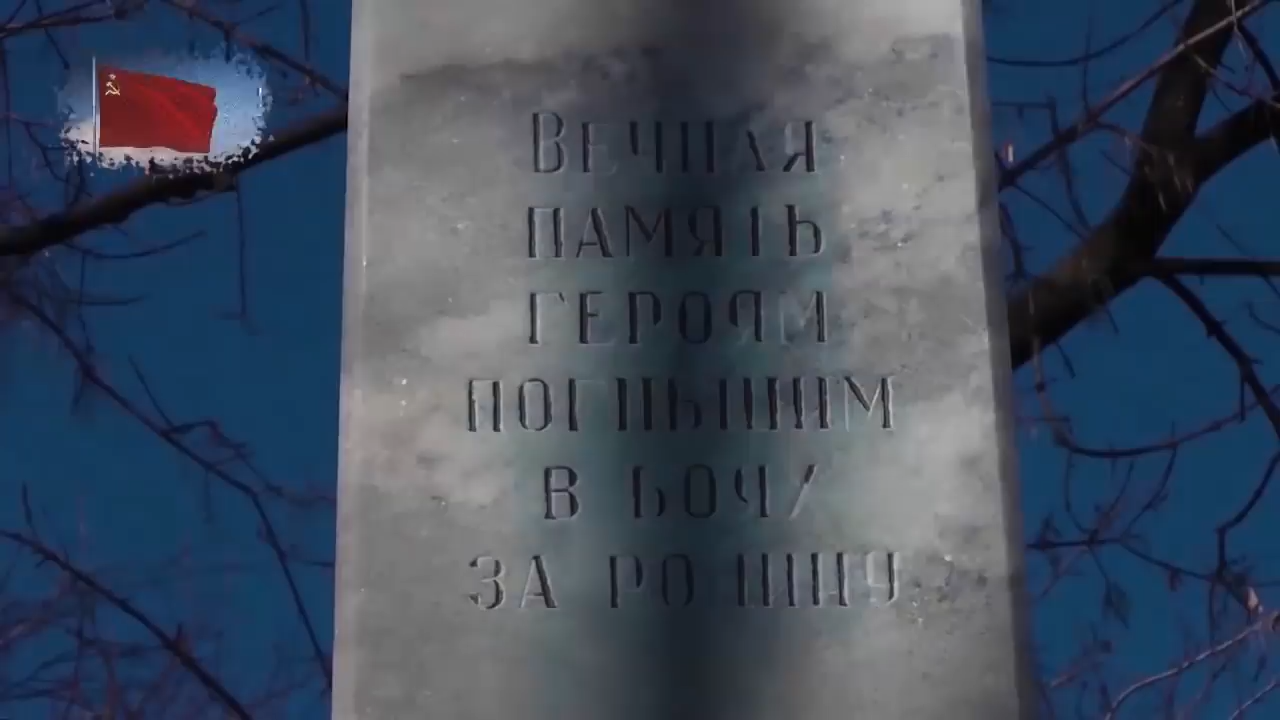 Вечная
память
героям
погибшим
в боях
за Родину